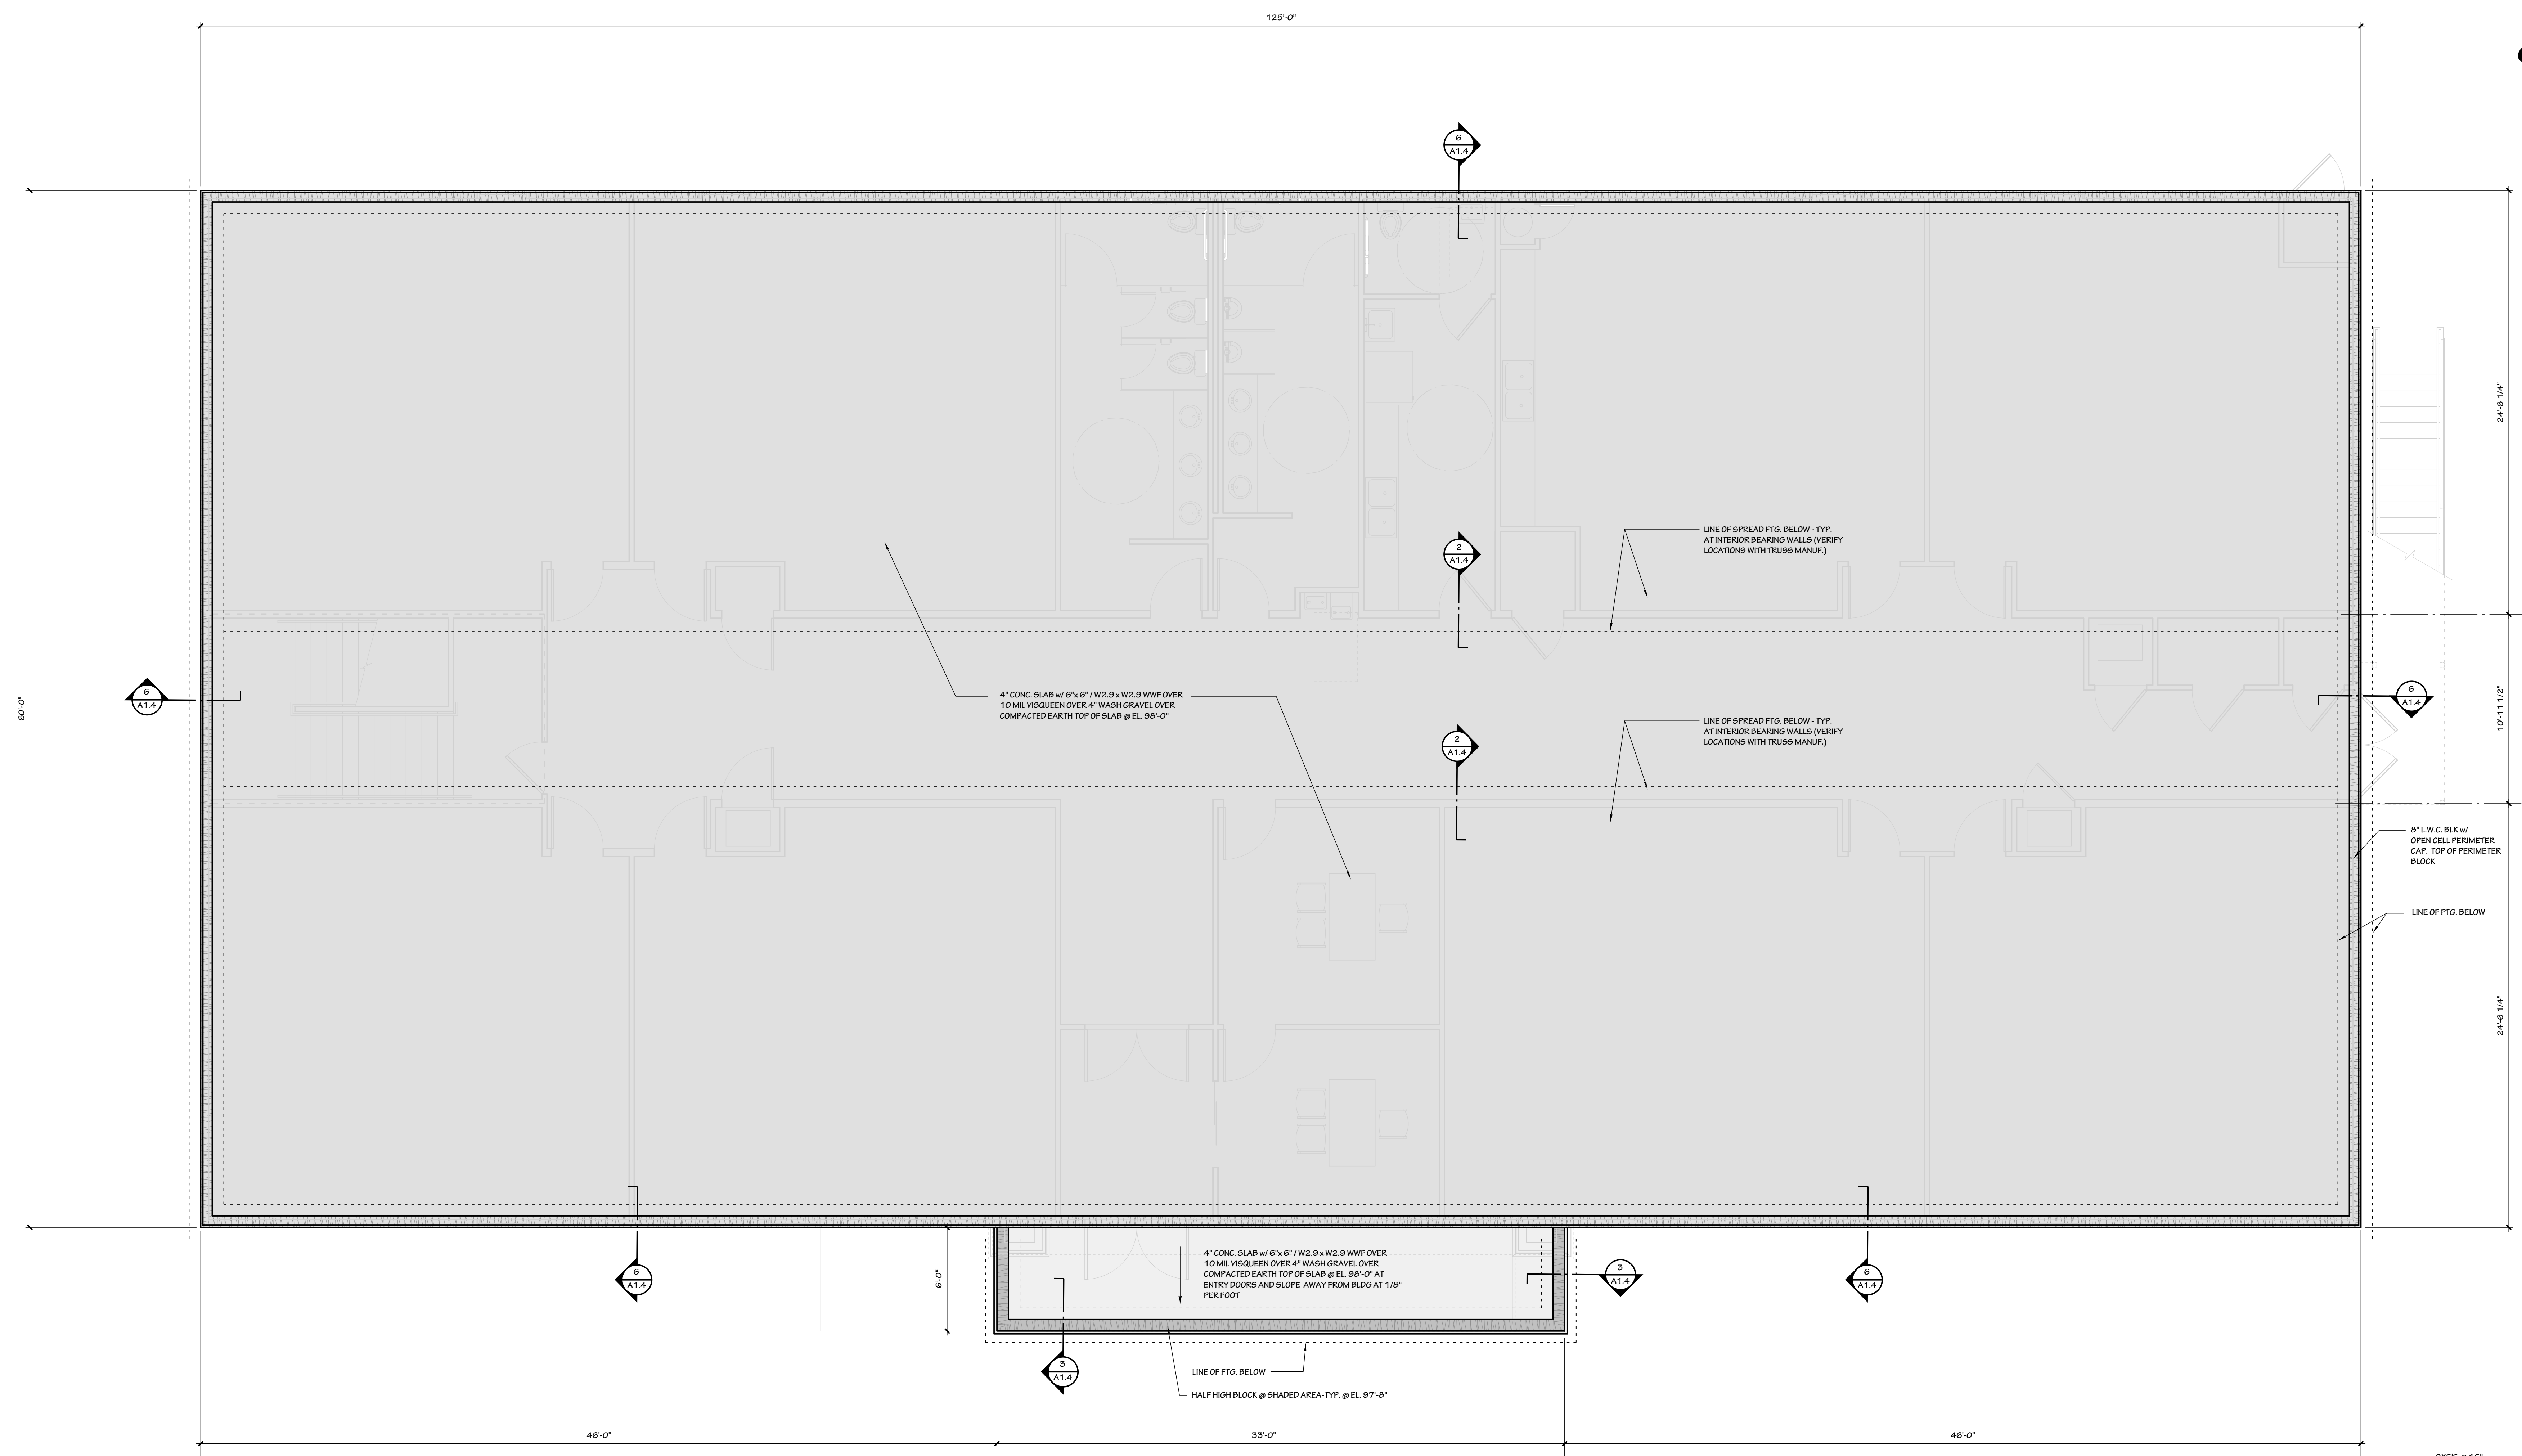 125'-0"
6
A1.4
24'-6 1/4"
LINE OF SPREAD FTG. BELOW - TYP.
AT INTERIOR BEARING WALLS (VERIFY
LOCATIONS WITH TRUSS MANUF.)
2
A1.4
6
A1.4
60'-0"
4" CONC. SLAB w/ 6"x 6" / W2.9 x W2.9 WWF OVER
10 MIL VISQUEEN OVER 4" WASH GRAVEL OVER
COMPACTED EARTH TOP OF SLAB @ EL. 98'-0"
2
A1.4
LINE OF SPREAD FTG. BELOW - TYP.
AT INTERIOR BEARING WALLS (VERIFY
LOCATIONS WITH TRUSS MANUF.)
6
A1.4
10'-11 1/2"
8" L.W.C. BLK w/
OPEN CELL PERIMETER
CAP. TOP OF PERIMETER
BLOCK
LINE OF FTG. BELOW
24'-6 1/4"
6
A1.4
6'-0"
4" CONC. SLAB w/ 6"x 6" / W2.9 x W2.9 WWF OVER
10 MIL VISQUEEN OVER 4" WASH GRAVEL OVER
COMPACTED EARTH TOP OF SLAB @ EL. 98'-0" AT
ENTRY DOORS AND SLOPE AWAY FROM BLDG AT 1/8"
PER FOOT
3
A1.4
6
A1.4
3
A1.4
LINE OF FTG. BELOW
HALF HIGH BLOCK @ SHADED AREA-TYP. @ EL. 97'-8"
46'-0"
33'-0"
46'-0"